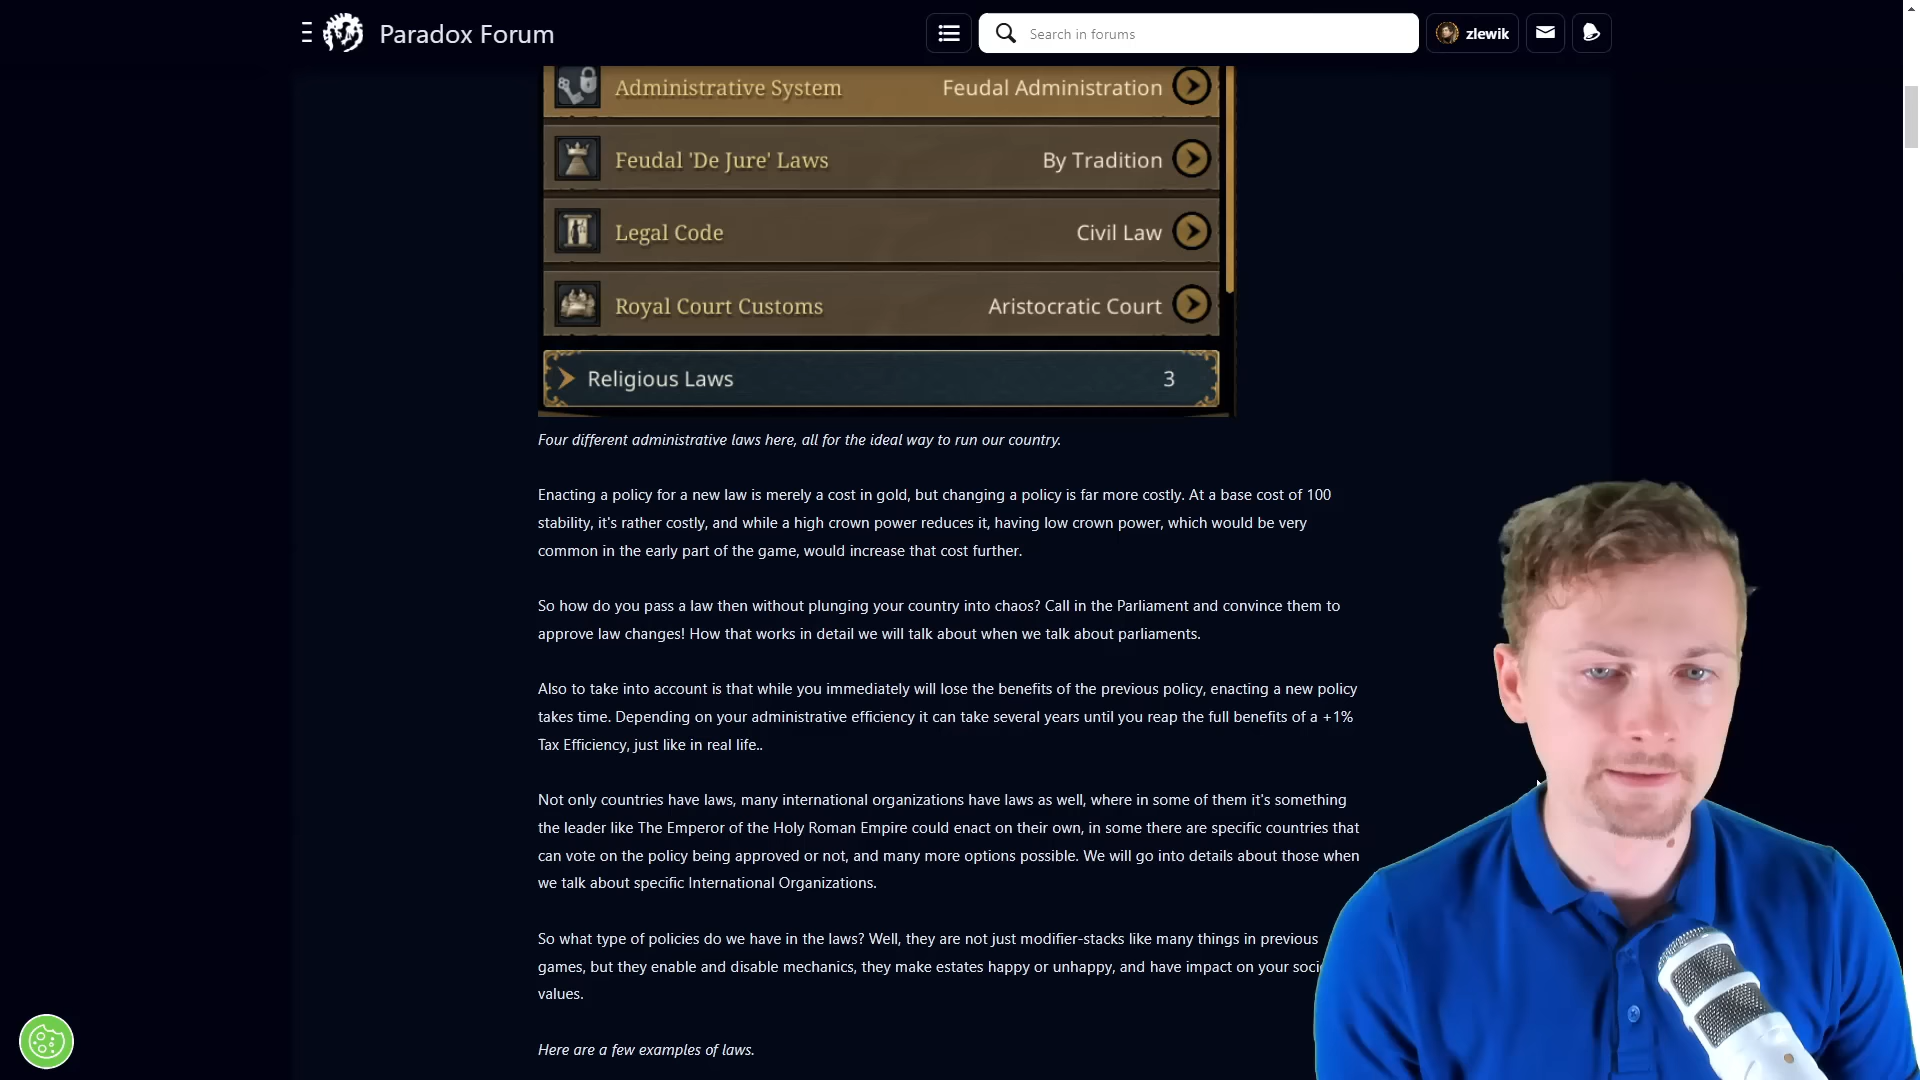 Paradox Forum
Search in forums
zlewik
Administrative System Feudal Administration
Feudal 'De Jure' Laws By Tradition
Legal Code Civil Law
Royal Court Customs Aristocratic Court
Religious Laws 3
Four different administrative laws here, all for the ideal way to run our country.
Enacting a policy for a new law is merely a cost in gold, but changing a policy is far more costly. At a base cost of 100
stability, it's rather costly, and while a high crown power reduces it, having low crown power, which would be very
common in the early part of the game, would increase that cost further.
So how do you pass a law then without plunging your country into chaos? Call in the Parliament and convince them to
approve law changes! How that works in detail we will talk about when we talk about parliaments.
Also to take into account is that while you immediately will lose the benefits of the previous policy, enacting a new policy
takes time. Depending on your administrative efficiency it can take several years until you reap the full benefits of a +1%
Tax Efficiency, just like in real life..
Not only countries have laws, many international organizations have laws as well, where in some of them it's something
the leader like The Emperor of the Holy Roman Empire could enact on their own, in some there are specific countries that
can vote on the policy being approved or not, and many more options possible. We will go into details about those when
we talk about specific International Organizations.
So what type of policies do we have in the laws? Well, they are not just modifier-stacks like many things in previous
games, but they enable and disable mechanics, they make estates happy or unhappy, and have impact on your soci
values.
Here are a few examples of laws.